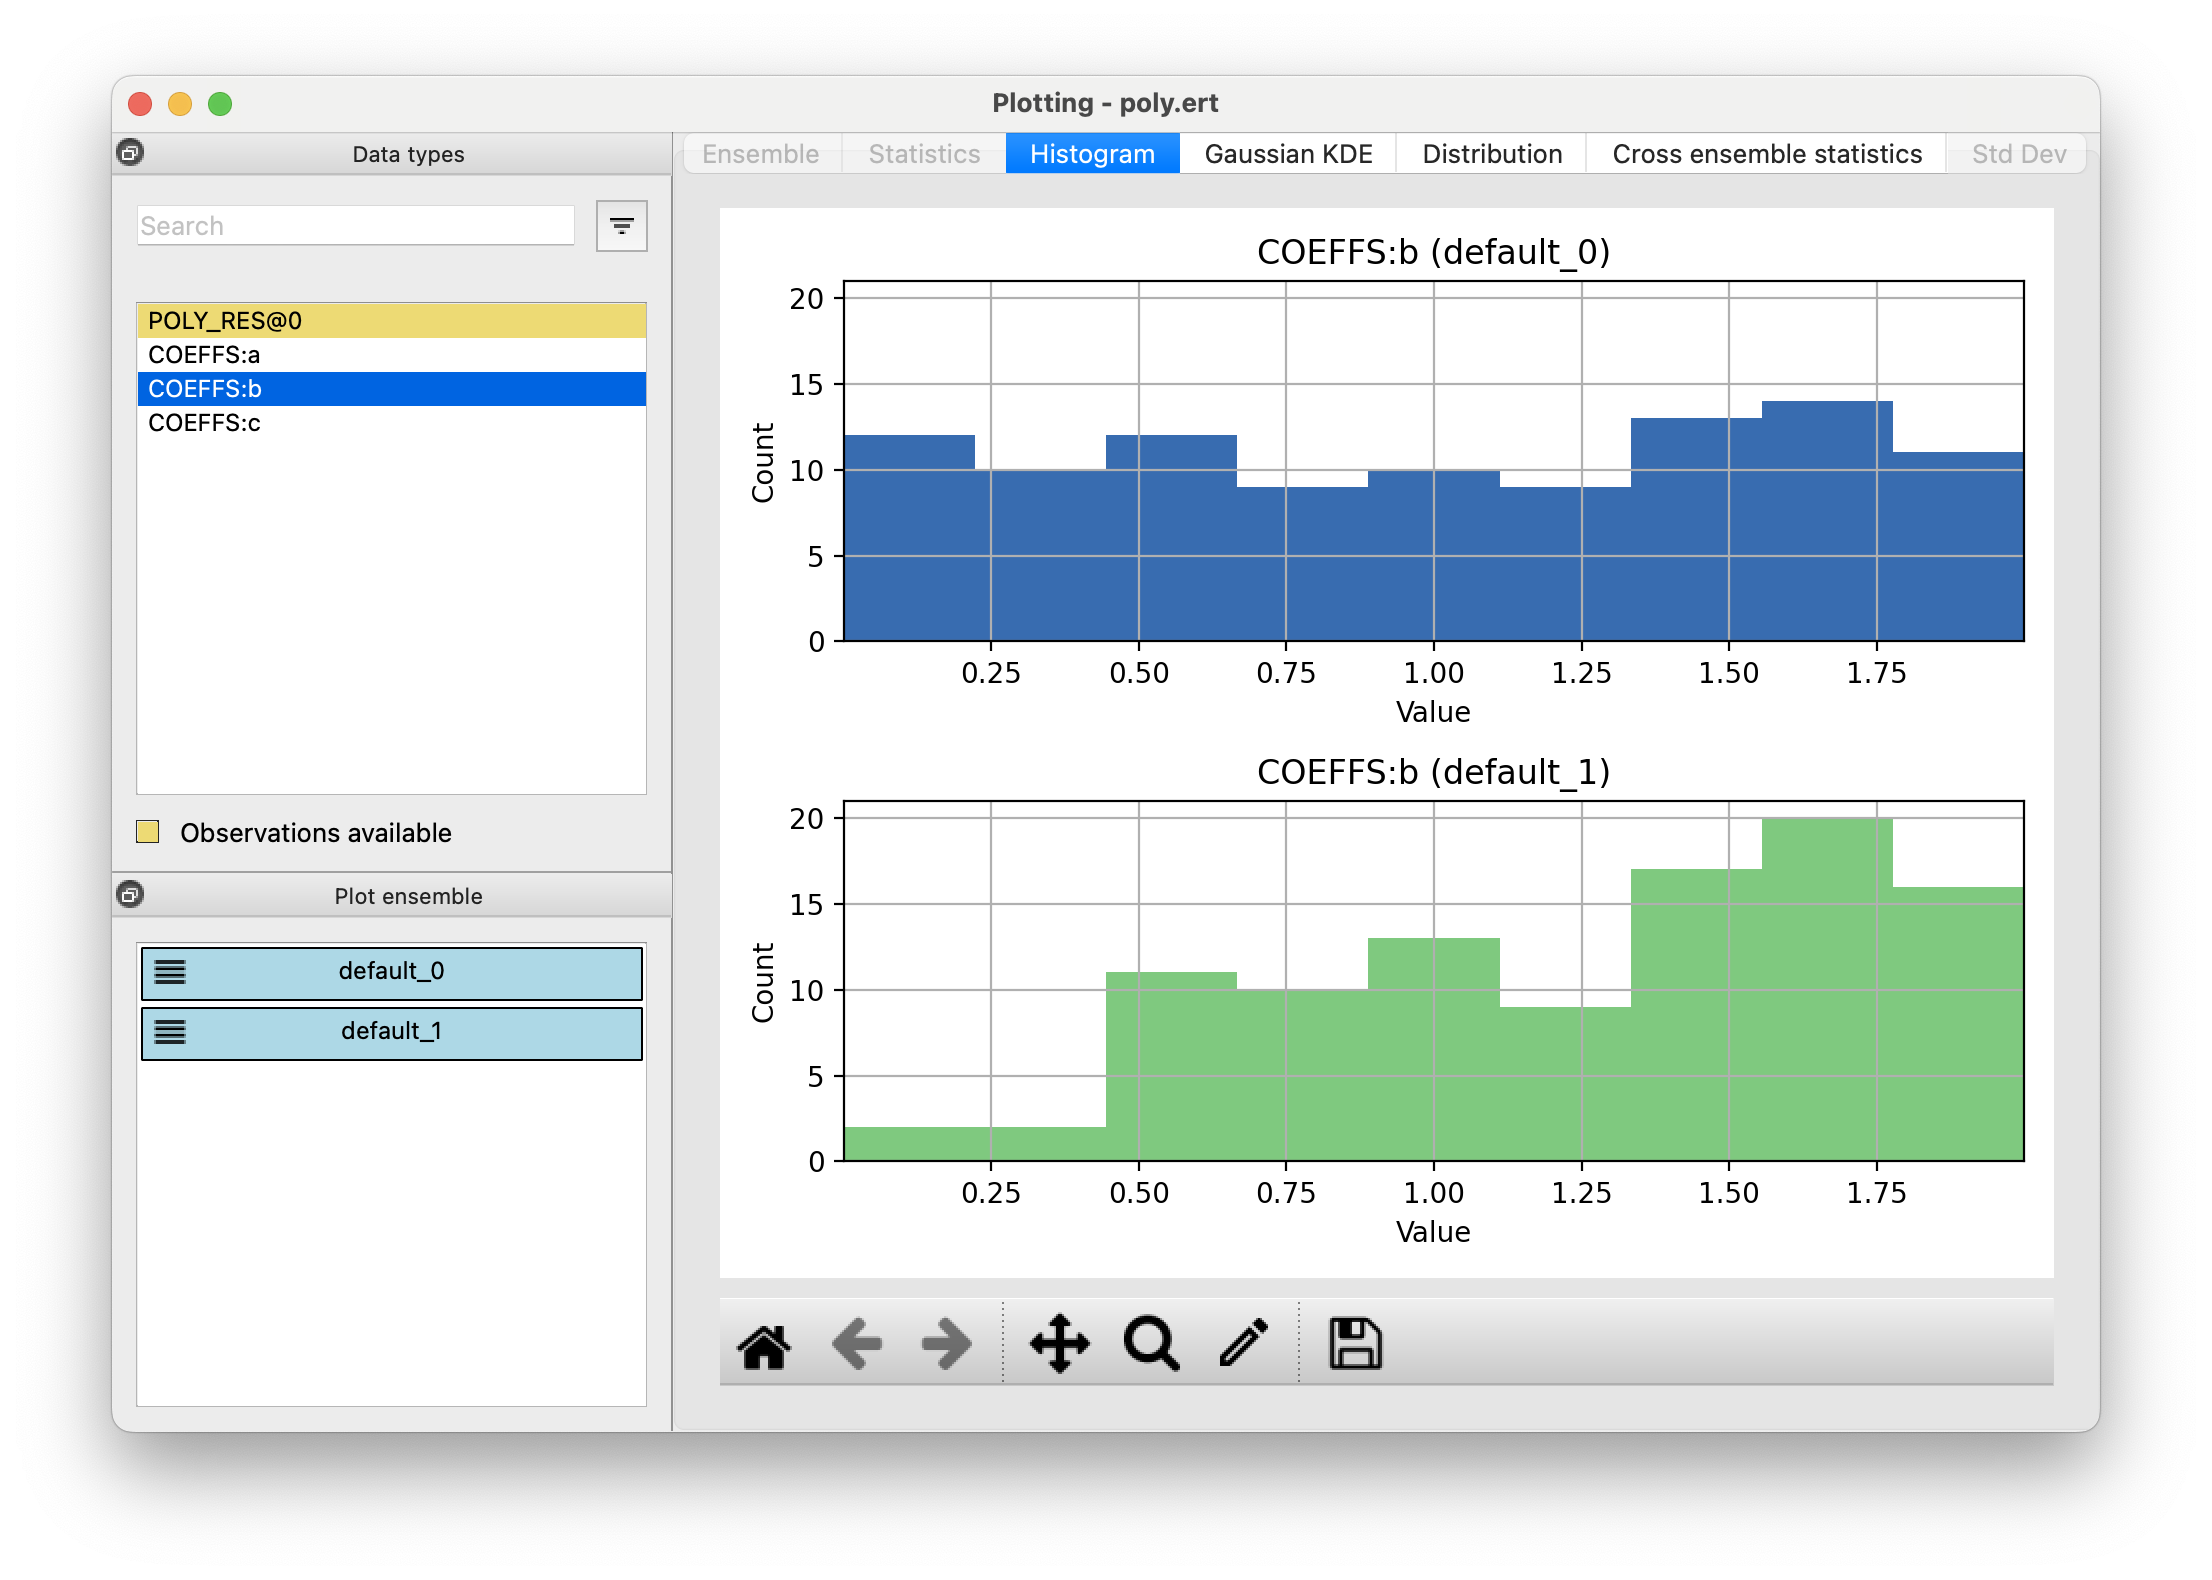 Plotting - poly.ert
Data types
Search
POLY_RES@0
COEFFS:a
COEFFS:b
COEFFS:c
Observations available
Plot ensemble
default_0
default_1
Ensemble Statistics Histogram Gaussian KDE Distribution Cross ensemble statistics Std Dev
COEFFS:b (default_0)
20
15
10
5
0
Count
0.25 0.50 0.75 1.00 1.25 1.50 1.75
Value
COEFFS:b (default_1)
20
15
10
5
0
Count
0.25 0.50 0.75 1.00 1.25 1.50 1.75
Value